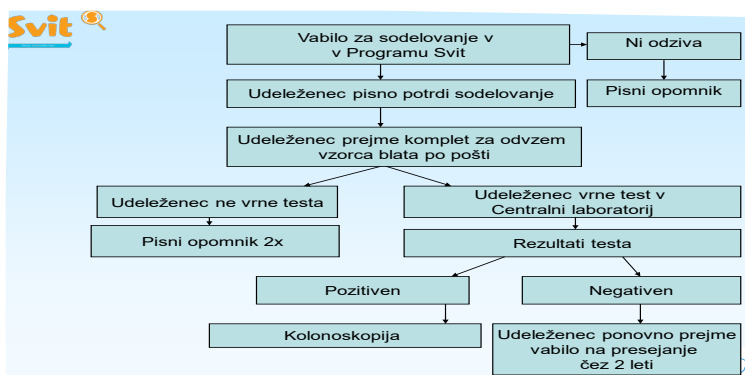 Svit
Vabilo za sodelovanje v
v Programu Svit
Ni odziva
Udeleženec pisno potrdi sodelovanje
Pisni opomnik
Udeleženec prejme komplet za odvzem
vzorca blata po pošti
Udeleženec ne vrne testa
Udeleženec vrne test v
Centralni laboratorij
Pisni opomnik 2x
Rezultati testa
Pozitiven
Negativen
Kolonoskopija
Udeleženec ponovno prejme
vabilo na presejanje
čez 2 leti